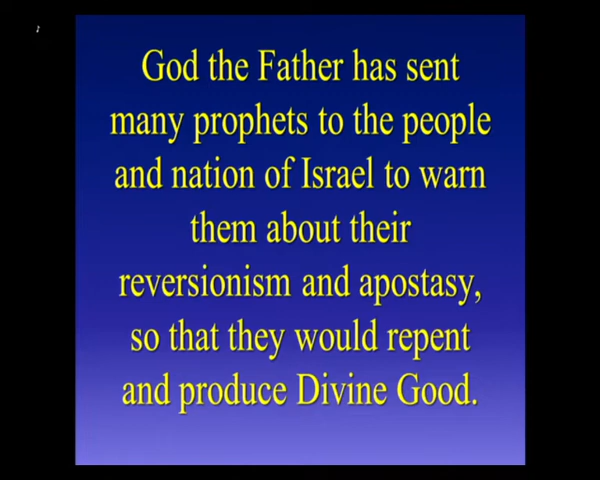 God the Father has sent
many prophets to the people
and nation of Israel to warn
them about their
reversionism and apostasy,
so that they would repent
and produce Divine Good.